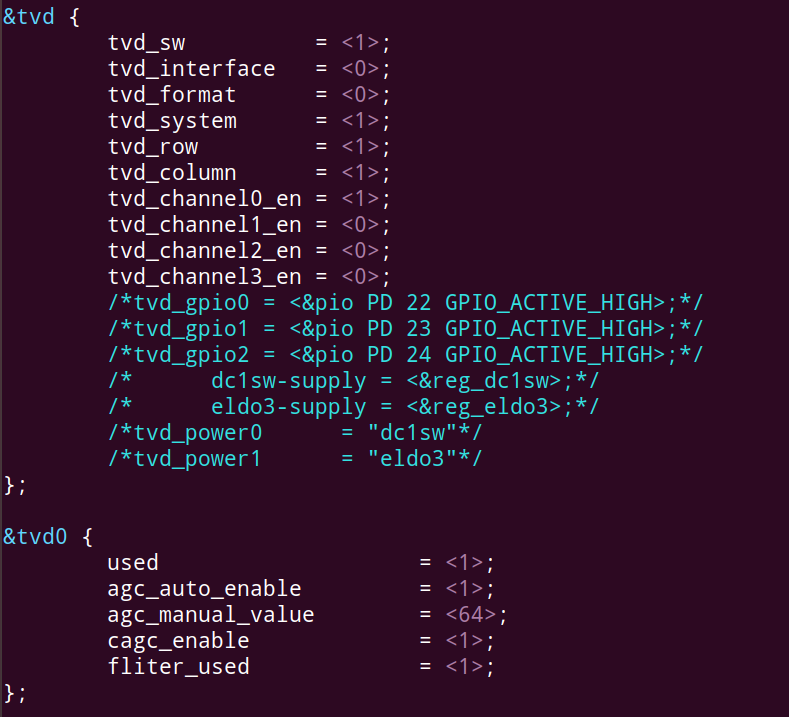 &tvd {
tvd_sw = <1>;
tvd_interface = <0>;
tvd_format = <0>;
tvd_system = <1>;
tvd_row = <1>;
tvd_column = <1>;
tvd_channel0_en = <1>;
tvd_channel1_en = <0>;
tvd_channel2_en = <0>;
tvd_channel3_en = <0>;
/*tvd_gpio0 = <&pio PD 22 GPIO_ACTIVE_HIGH>;*/
/*tvd_gpio1 = <&pio PD 23 GPIO_ACTIVE_HIGH>;*/
/*tvd_gpio2 = <&pio PD 24 GPIO_ACTIVE_HIGH>;*/
/* dc1sw-supply = <&reg_dc1sw>;*/
/* eldo3-supply = <&reg_eldo3>;*/
/*tvd_power0 = "dc1sw"*/
/*tvd_power1 = "eldo3"*/
};
&tvd0 {
used = <1>;
agc_auto_enable = <1>;
agc_manual_value = <64>;
cagc_enable = <1>;
fliter_used = <1>;
};